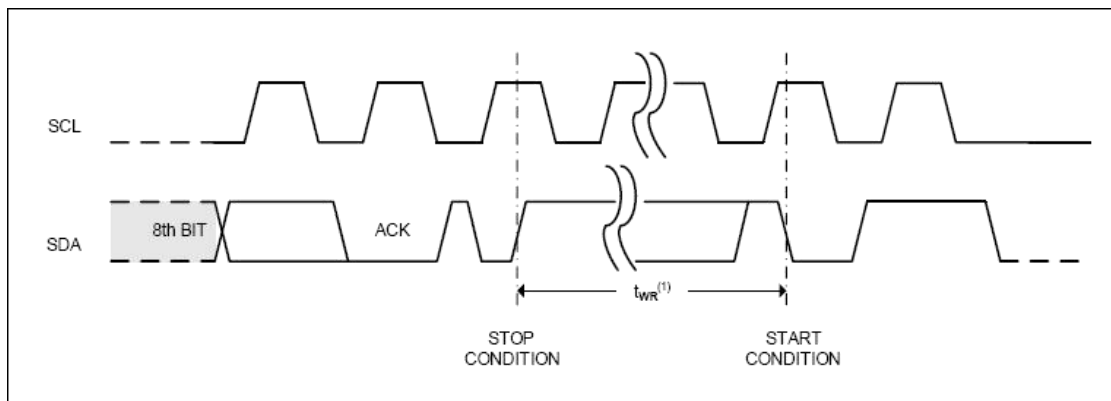 SCL
8th BIT
ACK
SDA
tWR(1)
STOP
CONDITION
START
CONDITION